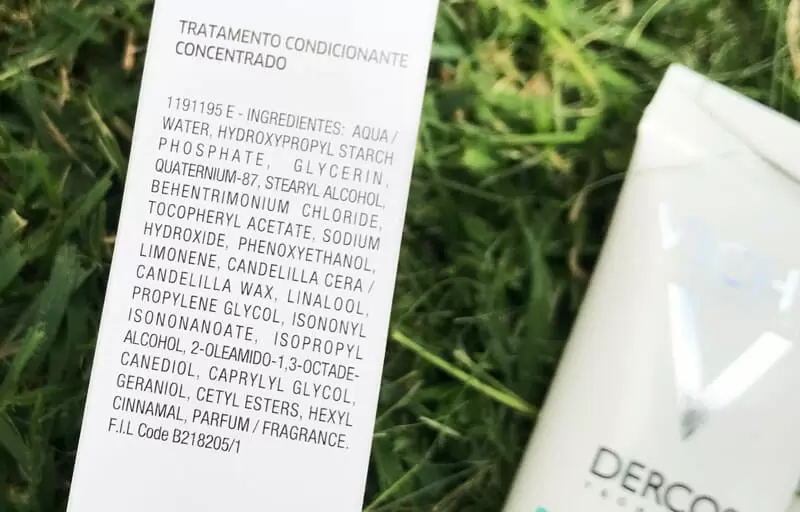 TRATAMENTO CONDICIONANTE
CONCENTRADO
1191195 E - INGREDIENTES: AQUA /
WATER, HYDROXYPROPYL STARCH
PHOSPHATE, GLYCERIN,
QUATERNIUM-87, STEARYL ALCOHOL,
BEHENTRIMONIUM CHLORIDE,
TOCOPHERYL ACETATE, SODIUM
HYDROXIDE, PHENOXYETHANOL,
LIMONENE, CANDELILLA CERA /
CANDELILLA WAX, LINALOOL,
PROPYLENE GLYCOL, ISONONYL
ISONONANOATE, ISOPROPYL
ALCOHOL, 2-OLEAMIDO-1,3-OCTADE-
CANEDIOL, CAPRYLYL GLYCOL,
GERANIOL, CETYL ESTERS, HEXYL
CINNAMAL, PARFUM / FRAGRANCE.
F.I.L Code B218205/1
V
DERCOS